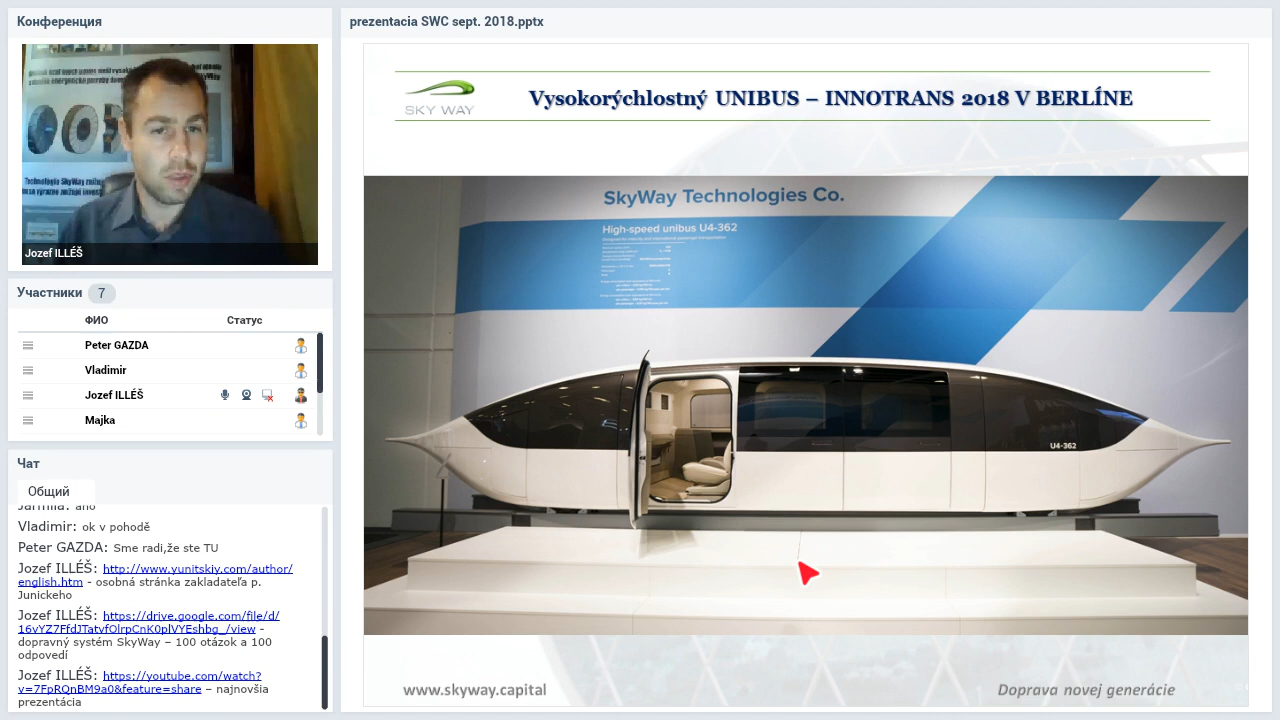 Конференция
Jozef ILLÉŠ
Участники 7
ФИО Статус
Peter GAZDA
Vladimir
Jozef ILLÉŠ
Majka
Чат
Общий
Jarmila: ano
Vladimir: ok v pohodě
Peter GAZDA: Sme radi,že ste TU
Jozef ILLÉŠ: http://www.yunitskiy.com/author/
english.htm - osobná stránka zakladateľa p.
Junickeho
Jozef ILLÉŠ: https://drive.google.com/file/d/
16vYZ7FfdJTatvfOlrpCnK0plVYEshbg_/view -
dopravný systém SkyWay – 100 otázok a 100
odpovedí
Jozef ILLÉŠ: https://youtube.com/watch?
v=7FpRQnBM9a0&feature=share – najnovšia
prezentácia
prezentacia SWC sept. 2018.pptx
SKY WAY
Vysokorýchlostný UNIBUS – INNOTRANS 2018 V BERLÍNE
SkyWay Technologies Co.
High-speed unibus U4-362
U4-362
www.skyway.capital
Doprava novej generácie